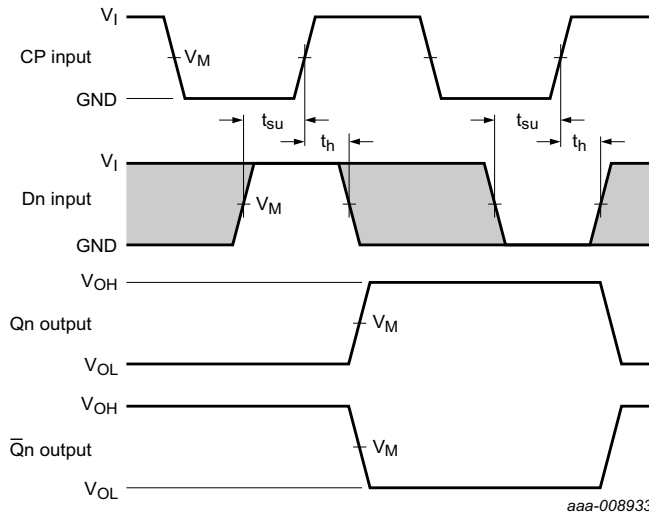 V_I
CP input
V_M
GND
t_su
t_su
t_h
t_h
V_I
Dn input
V_M
GND
V_OH
Qn output
V_M
V_OL
V_OH
Q̅n output
V_M
V_OL
aaa-008933